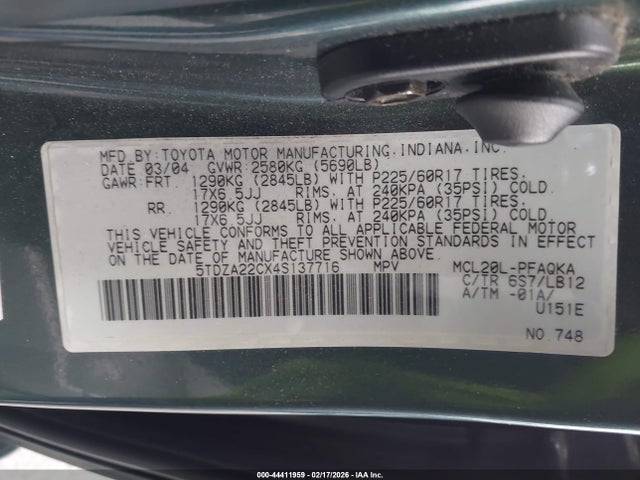 MFD.BY:TOYOTA MOTOR MANUFACTURING.INDIANA.INC.
DATE 03/04 GVWR:2580KG (5690LB)
GAWR:FRT. 1290KG (2845LB) WITH P225/60R17 TIRES.
17X6.5JJ RIMS. AT 240KPA (35PSI) COLD.
RR. 1290KG (2845LB) WITH P225/60R17 TIRES.
17X6.5JJ RIMS. AT 240KPA (35PSI) COLD.
THIS VEHICLE CONFORMS TO ALL APPLICABLE FEDERAL MOTOR
VEHICLE SAFETY AND THEFT PREVENTION STANDARDS IN EFFECT
ON THE DATE OF MANUFACTURE SHOWN ABOVE.
5TDZA22CX4S137716 MPV MCL20L-PFAQKA
C/TR 6S7/LB12
A/TM -01A/
U151E
NO.748
000-44411959 - 02/17/2026 - IAAI.com